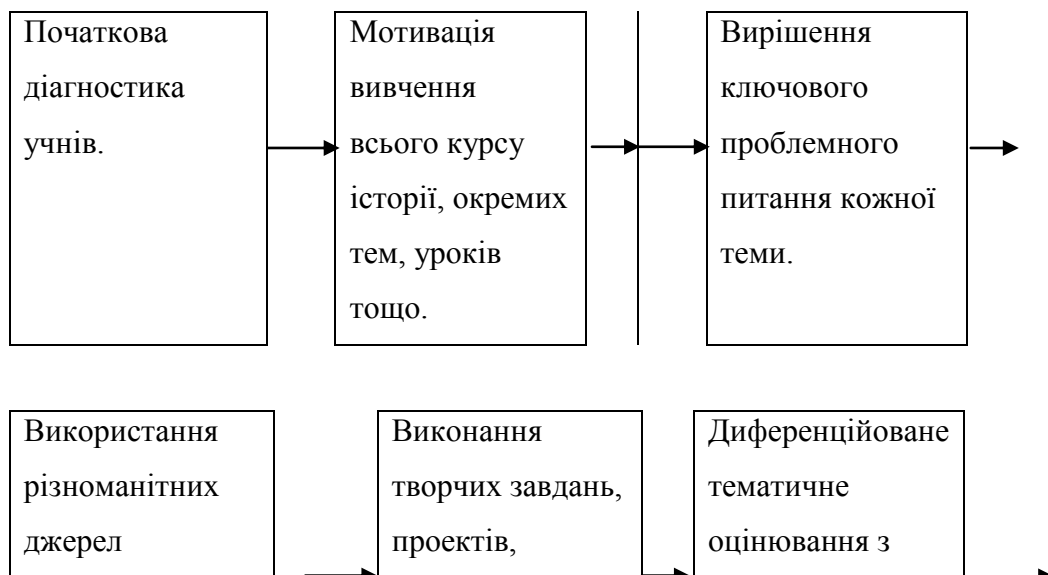 Початкова
діагностика
учнів.
Мотивація
вивчення
всього курсу
історії, окремих
тем, уроків
тощо.
Вирішення
ключового
проблемного
питання кожної
теми.
Використання
різноманітних
джерел
Виконання
творчих завдань,
проектів,
Диференційоване
тематичне
оцінювання з